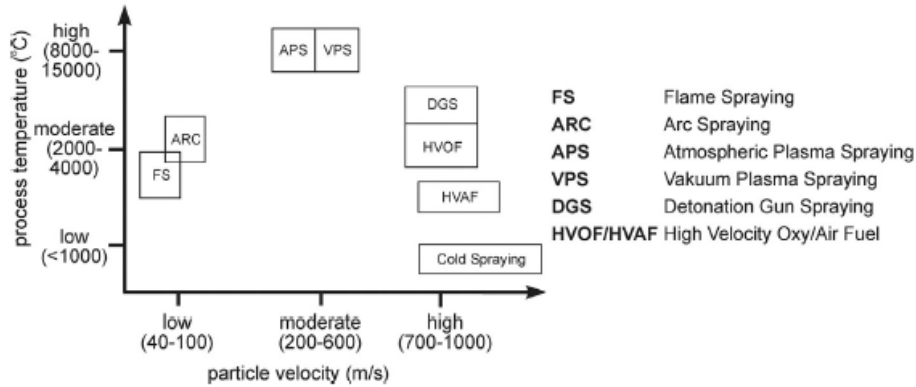 process temperature (°C)
high
(8000-
15000)
moderate
(2000-
4000)
low
(<1000)
APS
VPS
DGS
ARC
HVOF
FS
HVAF
Cold Spraying
low
(40-100)
moderate
(200-600)
high
(700-1000)
particle velocity (m/s)
FS Flame Spraying
ARC Arc Spraying
APS Atmospheric Plasma Spraying
VPS Vakuum Plasma Spraying
DGS Detonation Gun Spraying
HVOF/HVAF High Velocity Oxy/Air Fuel